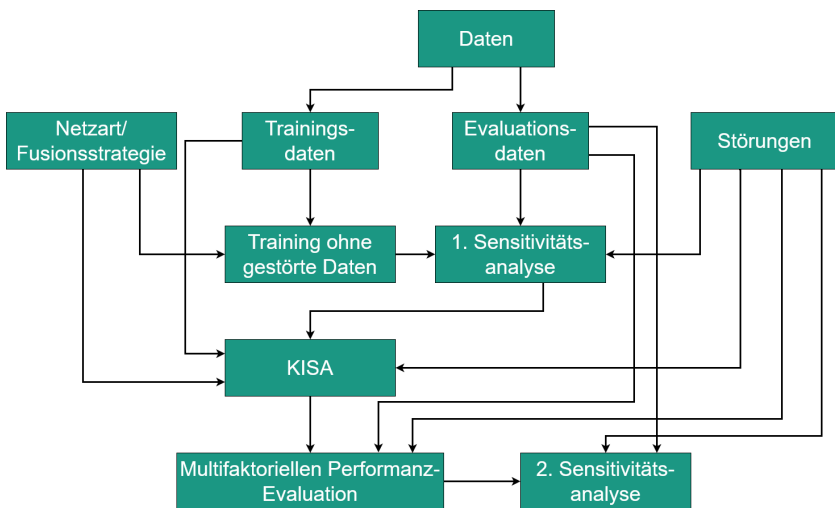 Daten
Netzart/
Fusionsstrategie
Trainings-
daten
Evaluations-
daten
Störungen
Training ohne
gestörte Daten
1. Sensitivitäts-
analyse
KISA
Multifaktoriellen Performanz-
Evaluation
2. Sensitivitäts-
analyse